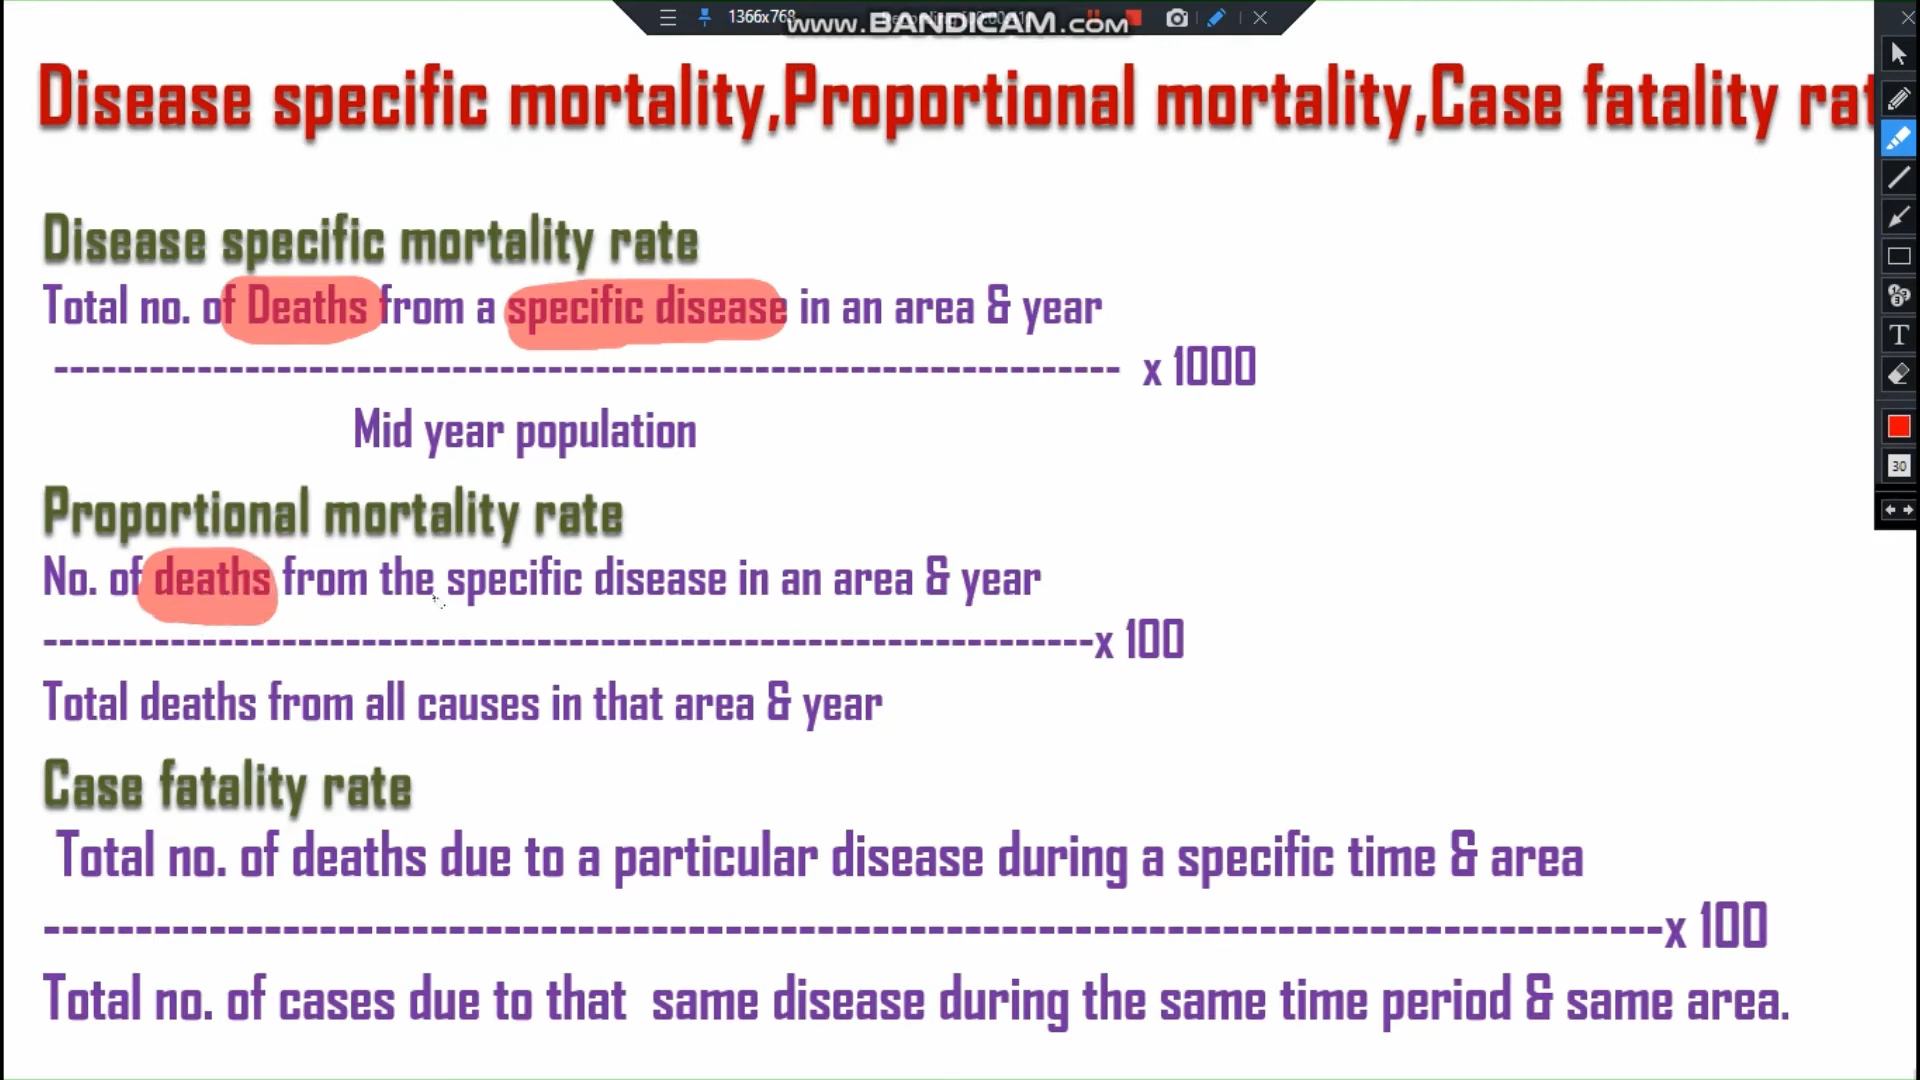 1366x768
www.BANDICAM.com
Disease specific mortality,Proportional mortality,Case fatality rat
Disease specific mortality rate
Total no. of Deaths from a specific disease in an area & year
------------------------------------------------------------------- x 1000
Mid year population
Proportional mortality rate
No. of deaths from the specific disease in an area & year
-------------------------------------------------------------------x 100
Total deaths from all causes in that area & year
Case fatality rate
Total no. of deaths due to a particular disease during a specific time & area
----------------------------------------------------------------------------------------x 100
Total no. of cases due to that same disease during the same time period & same area.
T
30